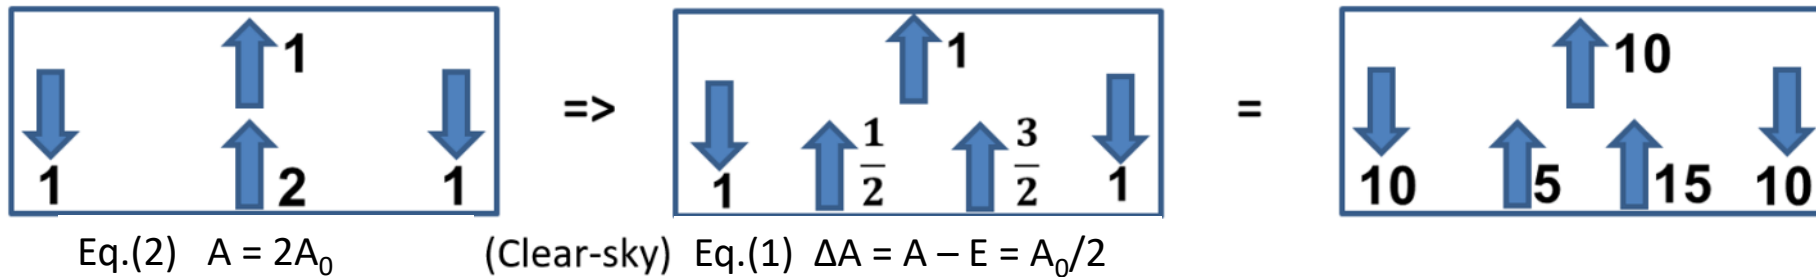 1 1 10
=> =
1 2 1 1 1/2 3/2 1 10 5 15 10
Eq.(2) A = 2A₀ (Clear-sky) Eq.(1) ΔA = A – E = A₀/2